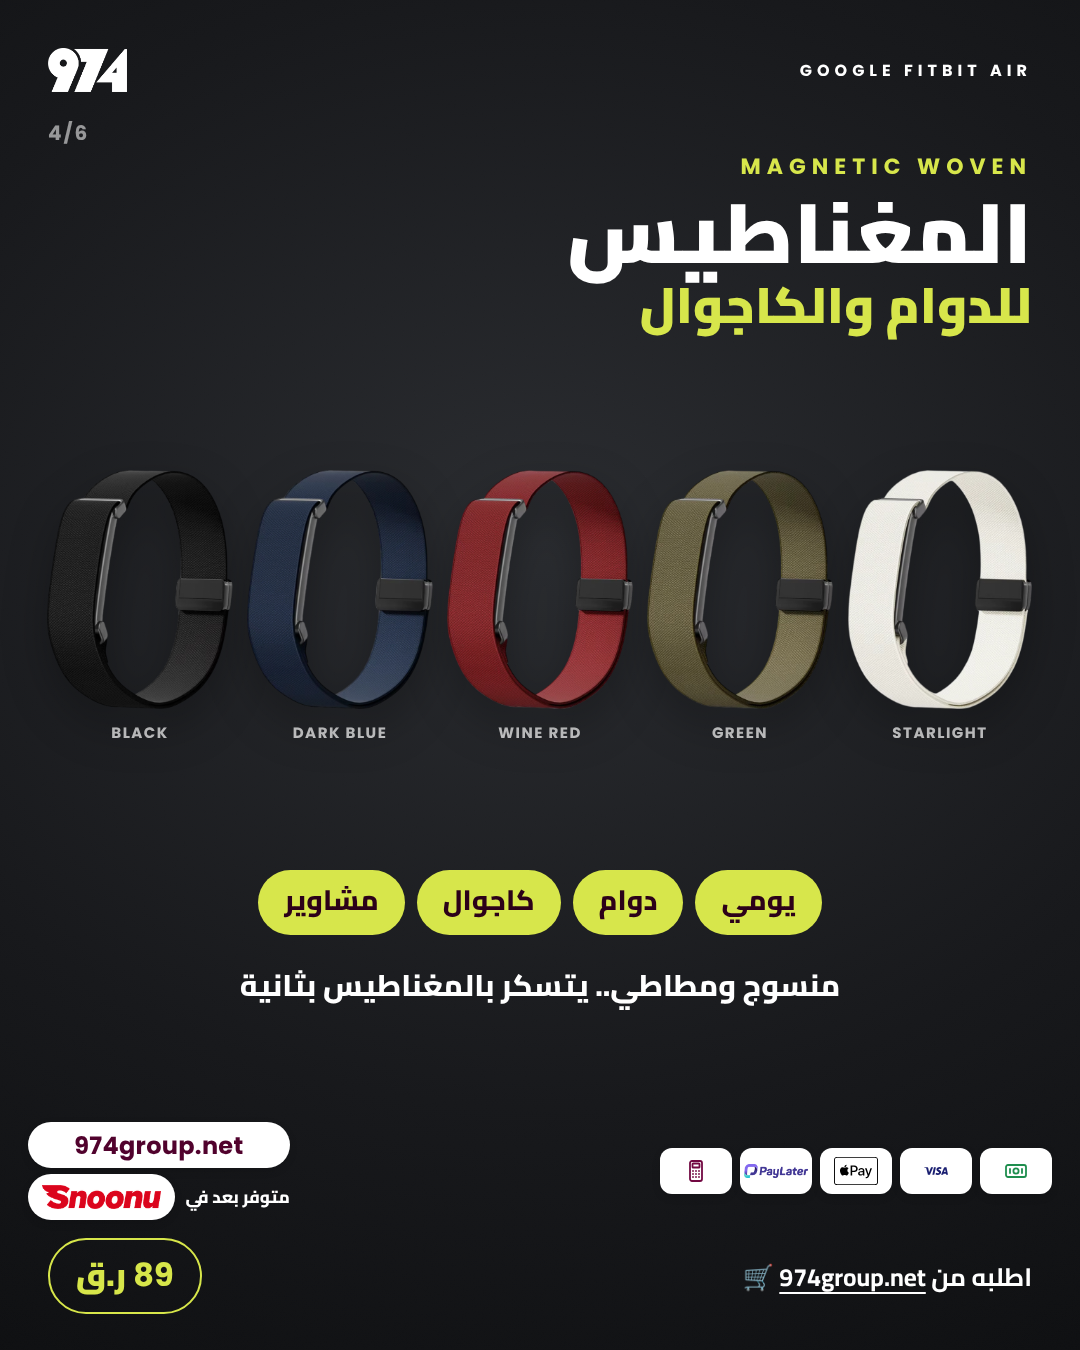 974
GOOGLE FITBIT AIR
4/6
MAGNETIC WOVEN
المغناطيس
للدوام والكاجوال
BLACK
DARK BLUE
WINE RED
GREEN
STARLIGHT
يومي
دوام
كاجوال
مشاوير
منسوج ومطاطي.. يتسكر بالمغناطيس بثانية
974group.net
متوفر بعد في Snoonu
PayLater
Pay
VISA
89 ر.ق
اطلبه من 974group.net 🛒